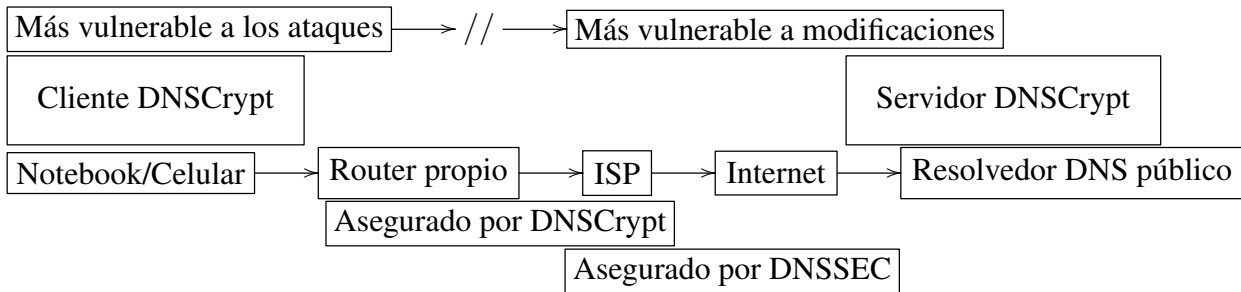 Más vulnerable a los ataques // Más vulnerable a modificaciones
Cliente DNSCrypt Servidor DNSCrypt
Notebook/Celular Router propio ISP Internet Resolvedor DNS público
Asegurado por DNSCrypt
Asegurado por DNSSEC